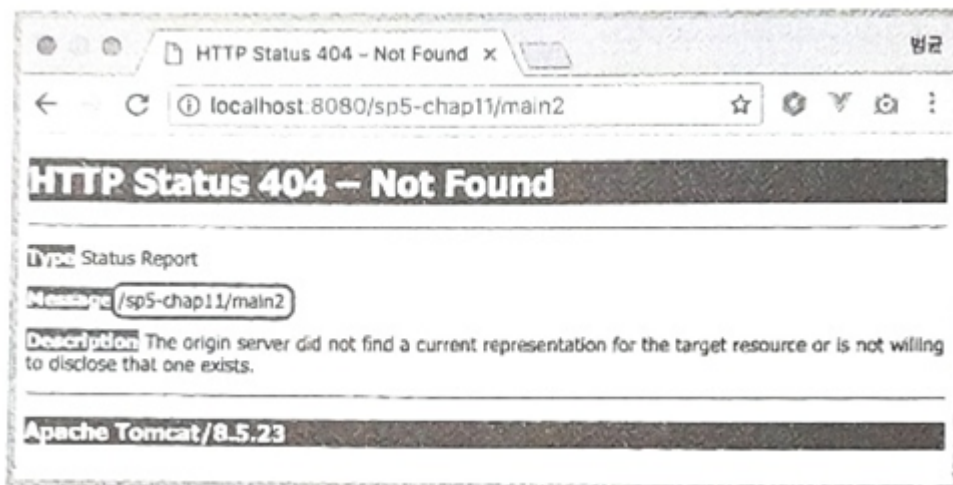 HTTP Status 404 – Not Found
범균
localhost:8080/sp5-chap11/main2
HTTP Status 404 – Not Found
Type Status Report
Message /sp5-chap11/main2
Description The origin server did not find a current representation for the target resource or is not willing
to disclose that one exists.
Apache Tomcat/8.5.23